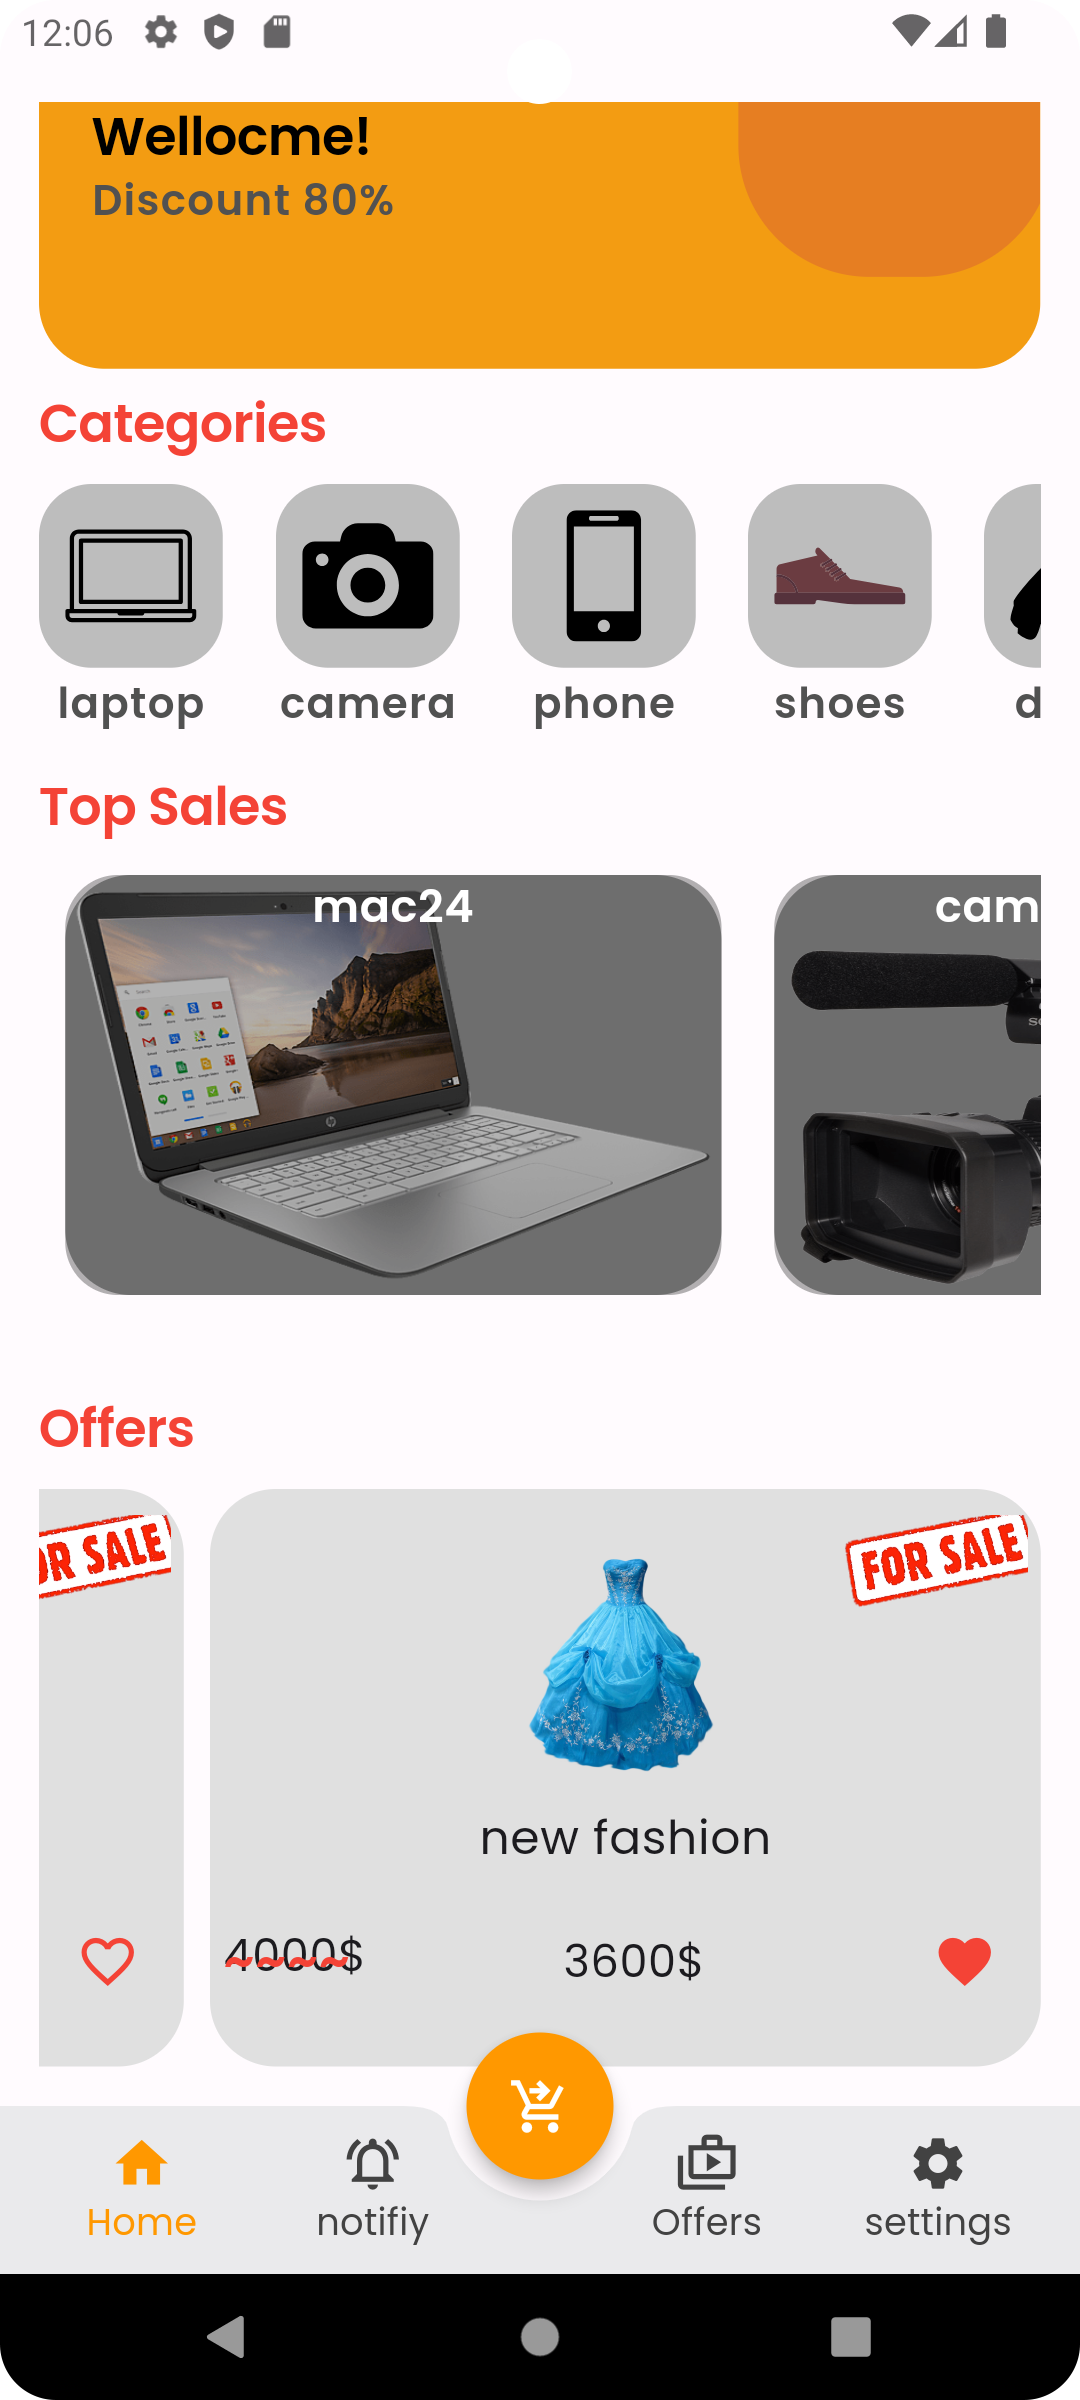 12:06
Wellocme!
Discount 80%
Categories
laptop
camera
phone
shoes
d
Top Sales
mac24
cam
Offers
OR SALE
FOR SALE
new fashion
4000$
3600$
Home
notifiy
Offers
settings